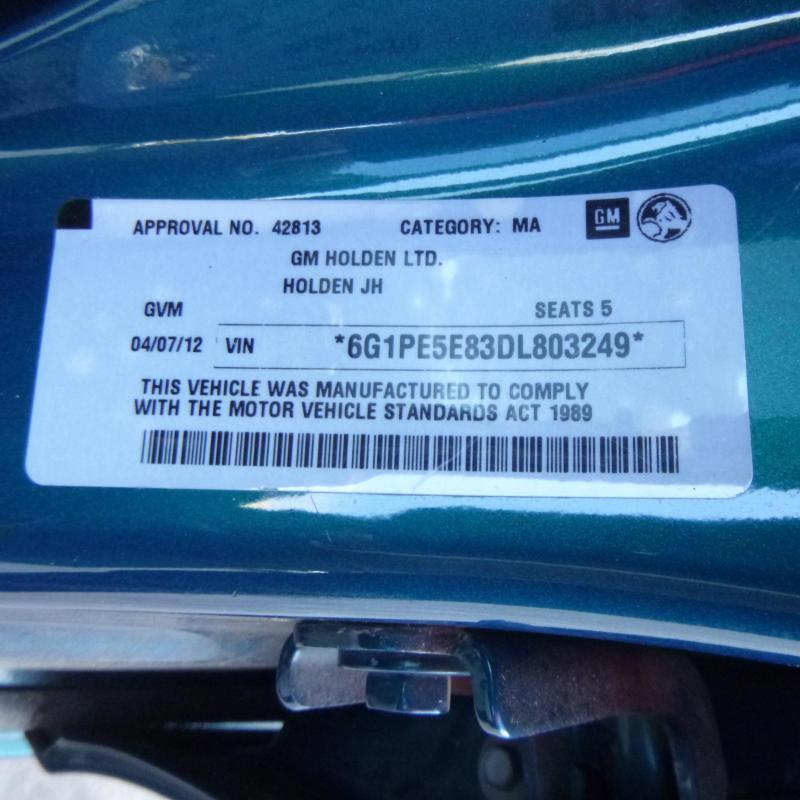 APPROVAL NO. 42813 CATEGORY: MA GM
GM HOLDEN LTD.
HOLDEN JH
GVM SEATS 5
04/07/12 VIN *6G1PE5E83DL803249*
THIS VEHICLE WAS MANUFACTURED TO COMPLY
WITH THE MOTOR VEHICLE STANDARDS ACT 1989